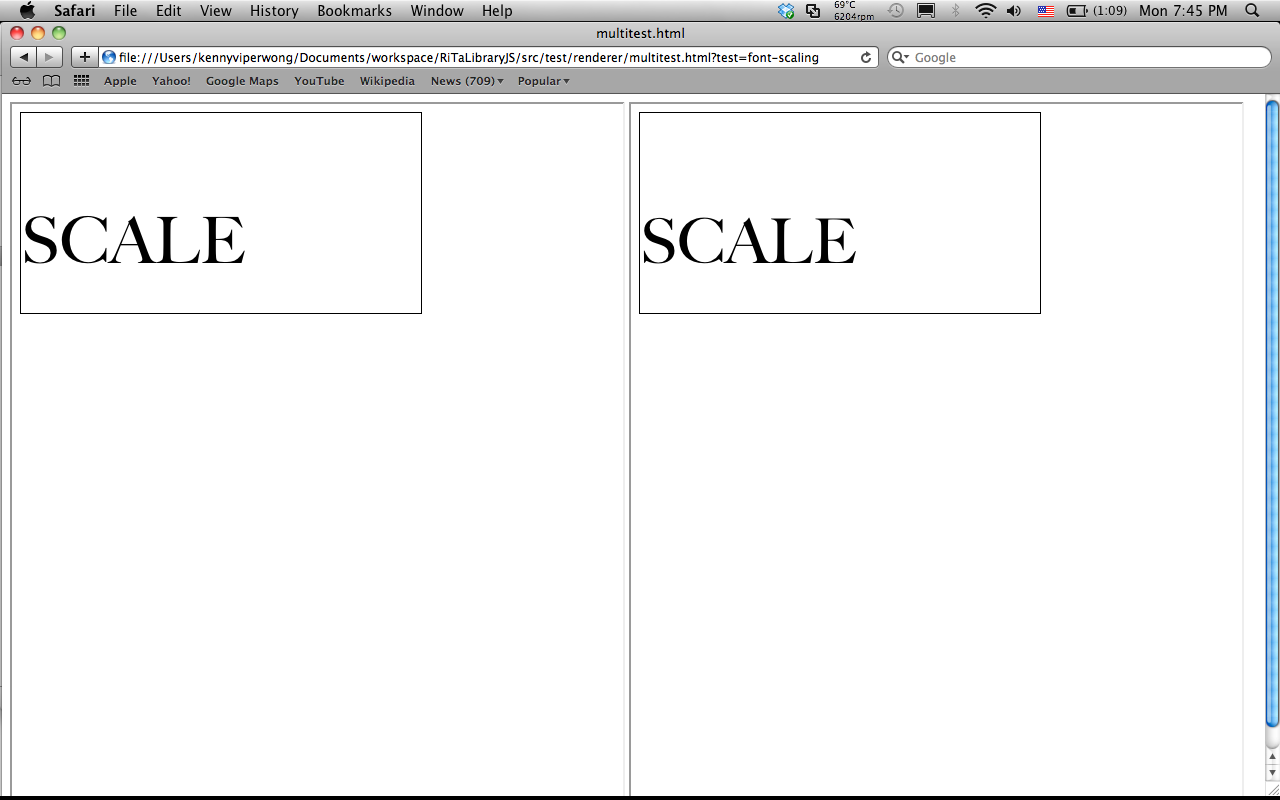 Safari File Edit View History Bookmarks Window Help 69°C 6204rpm (1:09) Mon 7:45 PM
multitest.html
file:///Users/kennyviperwong/Documents/workspace/RiTaLibraryJS/src/test/renderer/multitest.html?test=font-scaling Google
Apple Yahoo! Google Maps YouTube Wikipedia News (709) Popular
SCALE SCALE